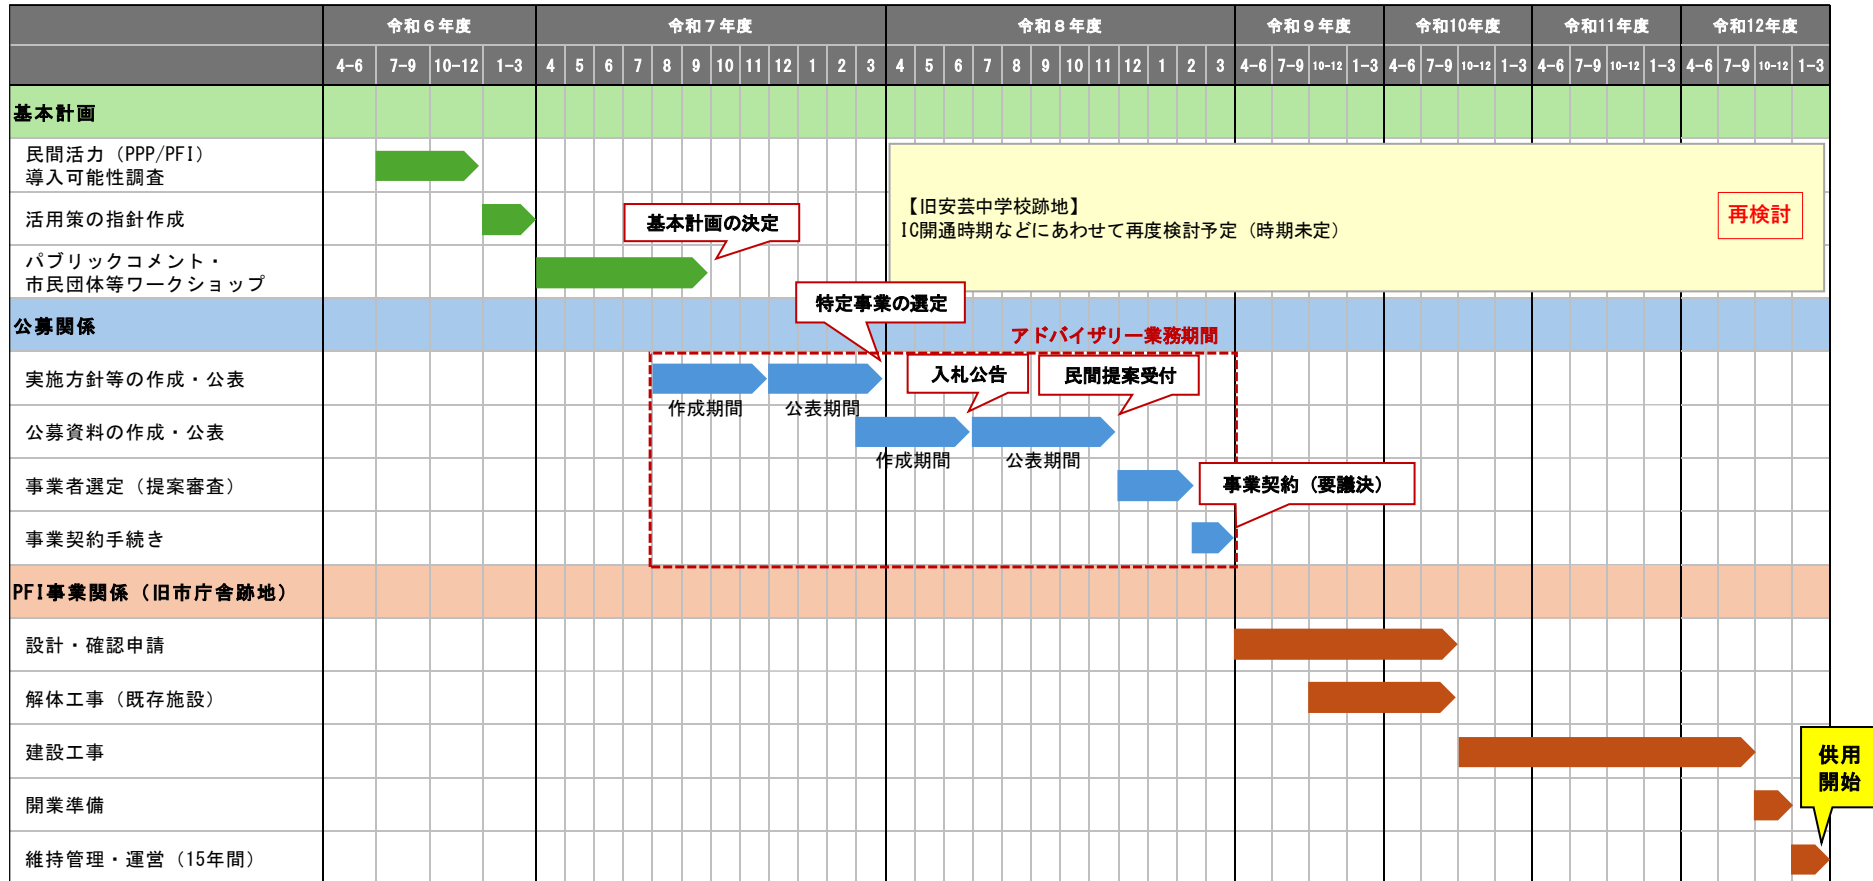 令和６年度 令和７年度 令和８年度 令和９年度 令和10年度 令和11年度 令和12年度
4-6 7-9 10-12 1-3 4 5 6 7 8 9 10 11 12 1 2 3 4 5 6 7 8 9 10 11 12 1 2 3 4-6 7-9 10-12 1-3 4-6 7-9 10-12 1-3 4-6 7-9 10-12 1-3 4-6 7-9 10-12 1-3
基本計画
民間活力（PPP/PFI）
導入可能性調査
【旧安芸中学校跡地】
IC開通時期などにあわせて再度検討予定（時期未定）
再検討
活用策の指針作成
基本計画の決定
パブリックコメント・
市民団体等ワークショップ
特定事業の選定
公募関係
アドバイザリー業務期間
実施方針等の作成・公表
入札公告
民間提案受付
作成期間 公表期間
公募資料の作成・公表
作成期間 公表期間
事業者選定（提案審査）
事業契約（要議決）
事業契約手続き
PFI事業関係（旧市庁舎跡地）
設計・確認申請
解体工事（既存施設）
建設工事
供用
開始
開業準備
維持管理・運営（15年間）